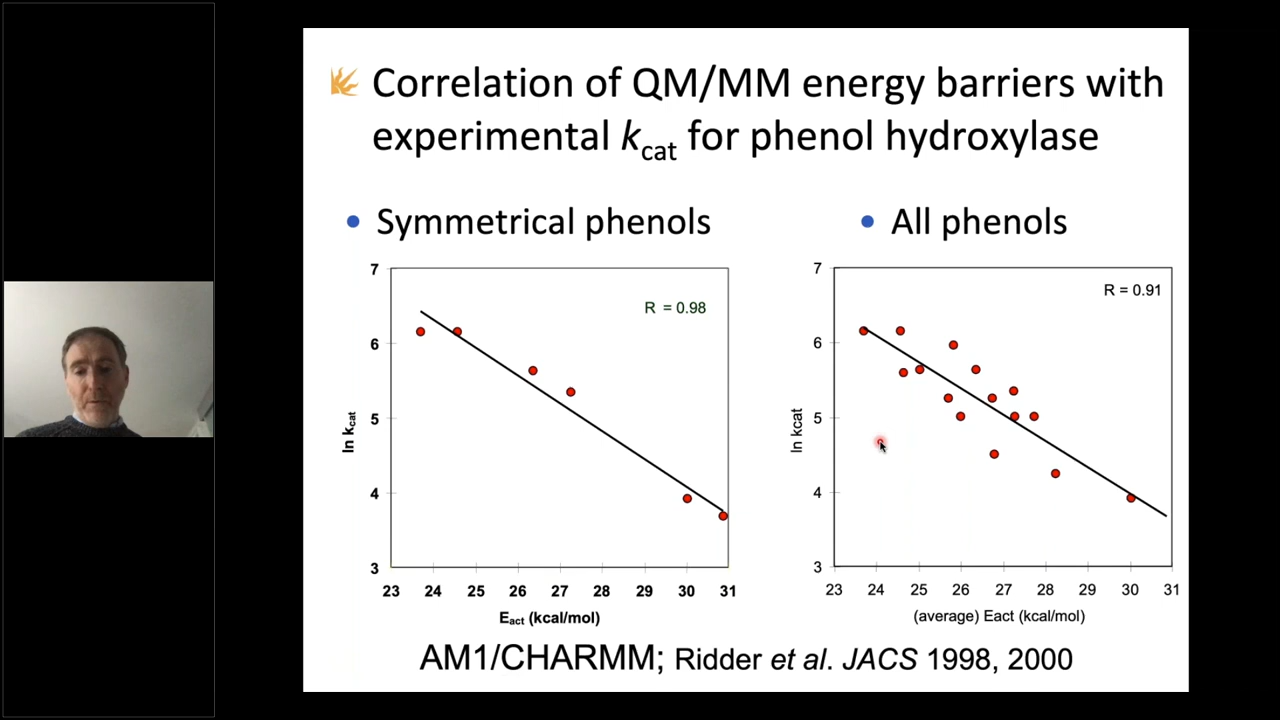 Correlation of QM/MM energy barriers with
experimental kcat for phenol hydroxylase
• Symmetrical phenols
• All phenols
7
6
5
4
3
ln kcat
R = 0.98
23 24 25 26 27 28 29 30 31
Eact (kcal/mol)
7
6
5
4
3
ln kcat
R = 0.91
23 24 25 26 27 28 30 31
(average) Eact (kcal/mol)
AM1/CHARMM; Ridder et al. JACS 1998, 2000